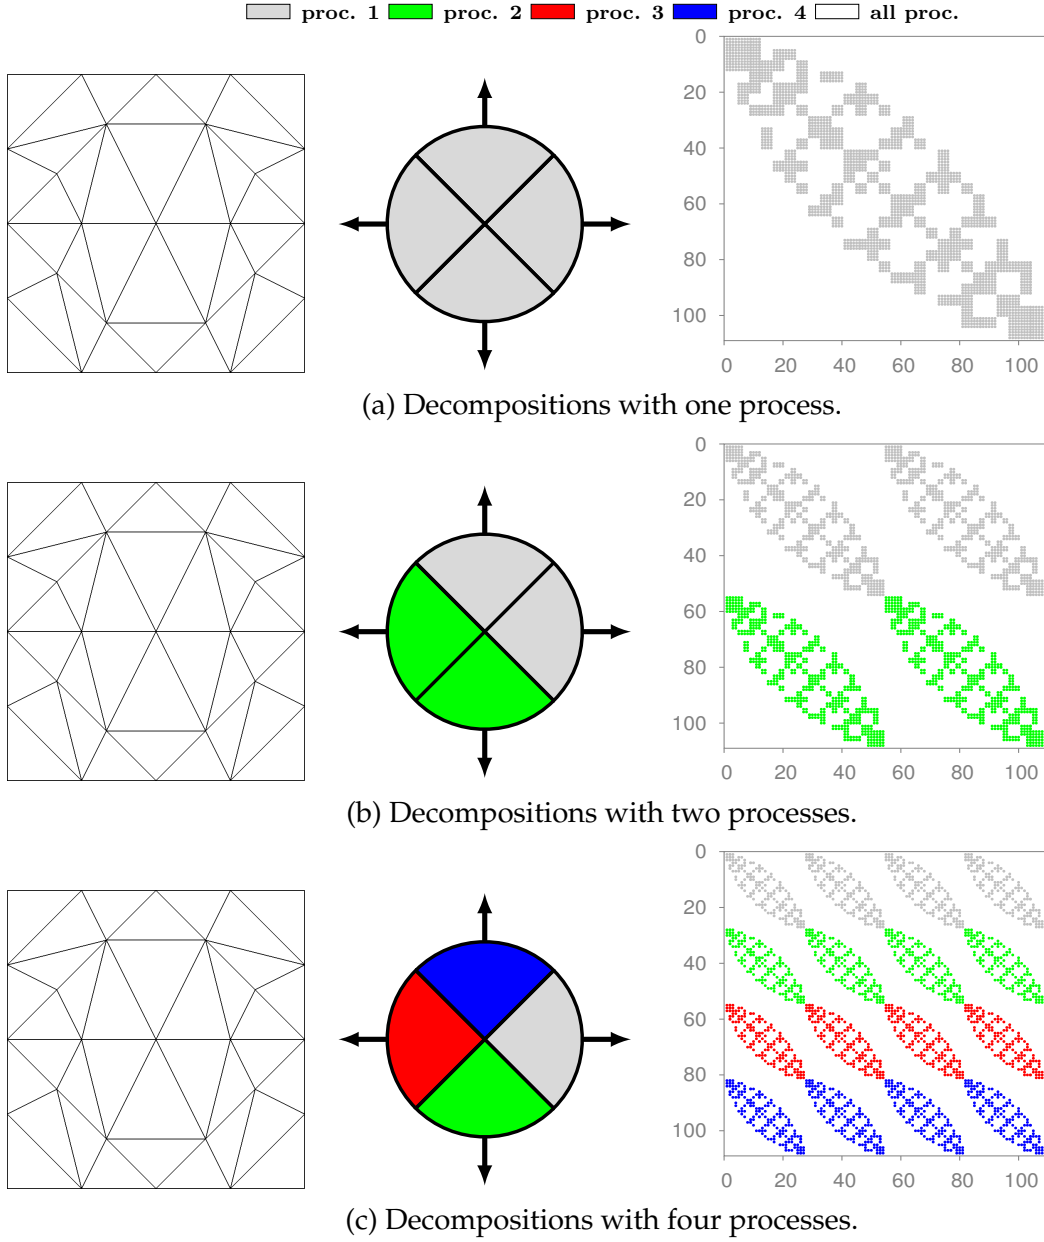 proc. 1 proc. 2 proc. 3 proc. 4 all proc.
0
20
40
60
80
100
0 20 40 60 80 100
(a) Decompositions with one process.
0
20
40
60
80
100
0 20 40 60 80 100
(b) Decompositions with two processes.
0
20
40
60
80
100
0 20 40 60 80 100
(c) Decompositions with four processes.